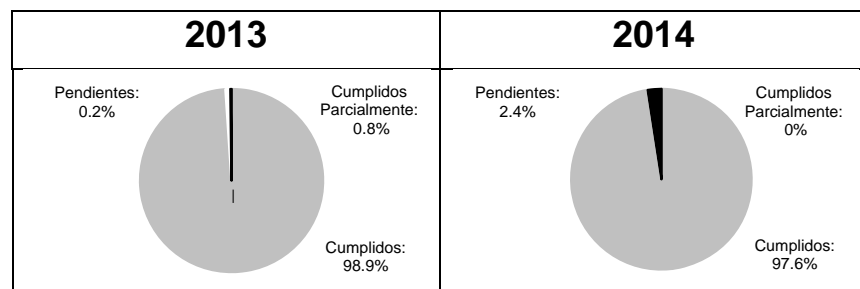 2013
2014
Pendientes:
0.2%
Cumplidos
Parcialmente:
0.8%
Cumplidos:
98.9%
Pendientes:
2.4%
Cumplidos
Parcialmente:
0%
Cumplidos:
97.6%